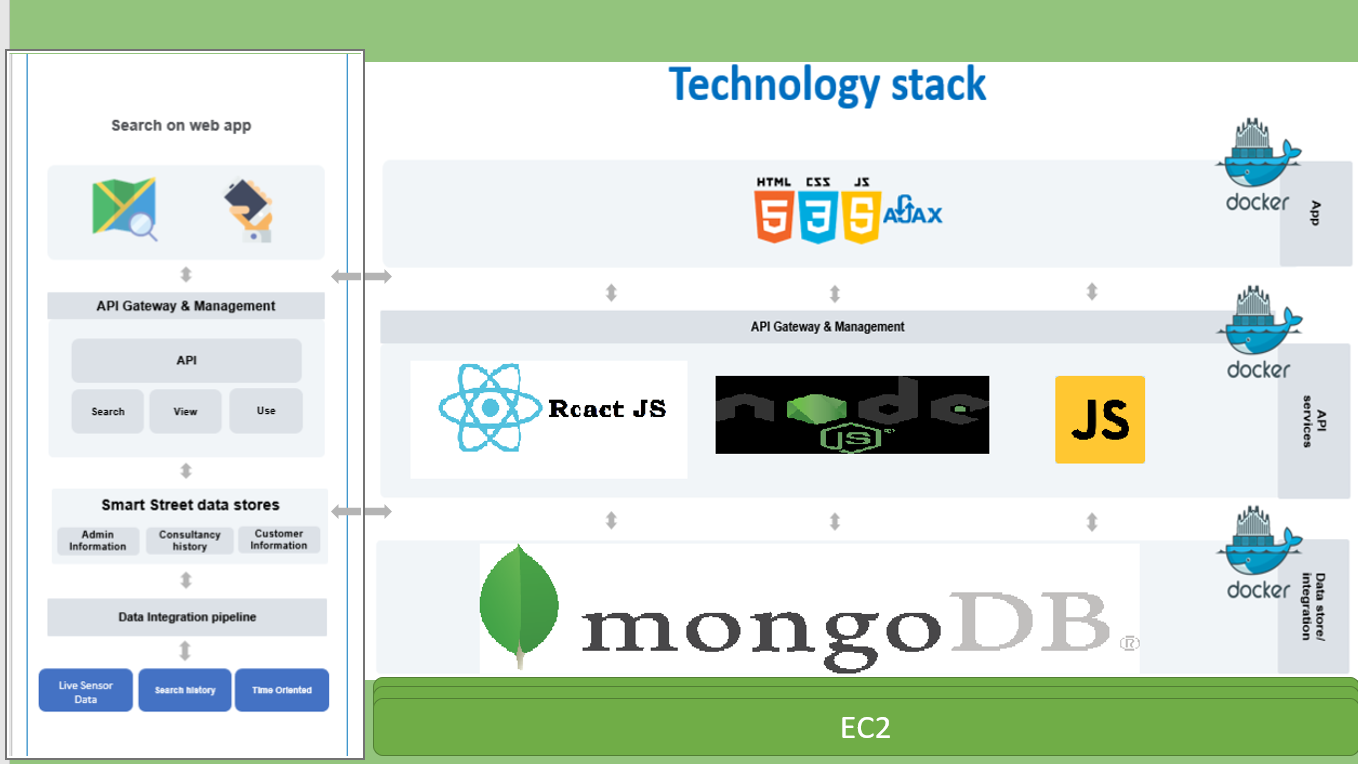 Technology stack
Search on web app
API Gateway & Management
API
Search
View
Use
Smart Street data stores
Admin
Information
Consultancy
history
Customer
Information
Data Integration pipeline
Live Sensor
Data
Search history
Time Oriented
HTML CSS JS
5 3 S
AJAX
docker
App
API Gateway & Management
React JS
node
JS
JS
docker
API
services
mongoDB®
docker
Data store/
integration
EC2